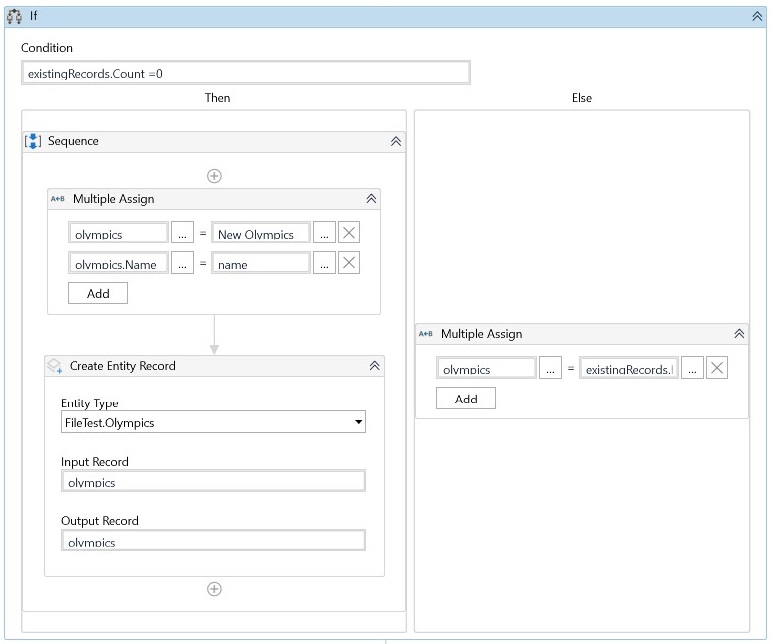 If
Condition
existingRecords.Count =0
Then
Else
Sequence
A+B Multiple Assign
olympics ... = New Olympics ...
olympics.Name ... = name ...
Add
Create Entity Record
Entity Type
FileTest.Olympics
Input Record
olympics
Output Record
olympics
A+B Multiple Assign
olympics ... = existingRecords. ...
Add